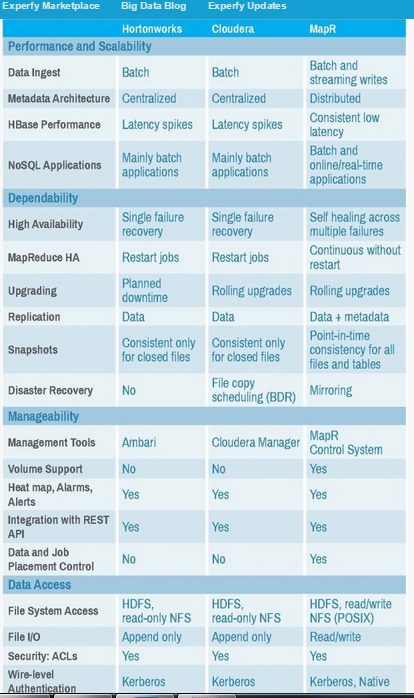 Experfy Marketplace Big Data Blog Experfy Updates
Hortonworks Cloudera MapR
Performance and Scalability
Data Ingest Batch Batch Batch and
streaming writes
Metadata Architecture Centralized Centralized Distributed
HBase Performance Latency spikes Latency spikes Consistent low
latency
NoSQL Applications Mainly batch
applications Mainly batch
applications Batch and
online/real-time
applications
Dependability
High Availability Single failure
recovery Single failure
recovery Self healing across
multiple failures
MapReduce HA Restart jobs Restart jobs Continuous without
restart
Upgrading Planned
downtime Rolling upgrades Rolling upgrades
Replication Data Data Data + metadata
Snapshots Consistent only
for closed files Consistent only
for closed files Point-in-time
consistency for all
files and tables
Disaster Recovery No File copy
scheduling (BDR) Mirroring
Manageability
Management Tools Ambari Cloudera Manager MapR
Control System
Volume Support No No Yes
Heat map, Alarms,
Alerts Yes Yes Yes
Integration with REST
API Yes Yes Yes
Data and Job
Placement Control No No Yes
Data Access
File System Access HDFS,
read-only NFS HDFS,
read-only NFS HDFS, read/write
NFS (POSIX)
File I/O Append only Append only Read/write
Security: ACLs Yes Yes Yes
Wire-level
Authentication Kerberos Kerberos Kerberos, Native